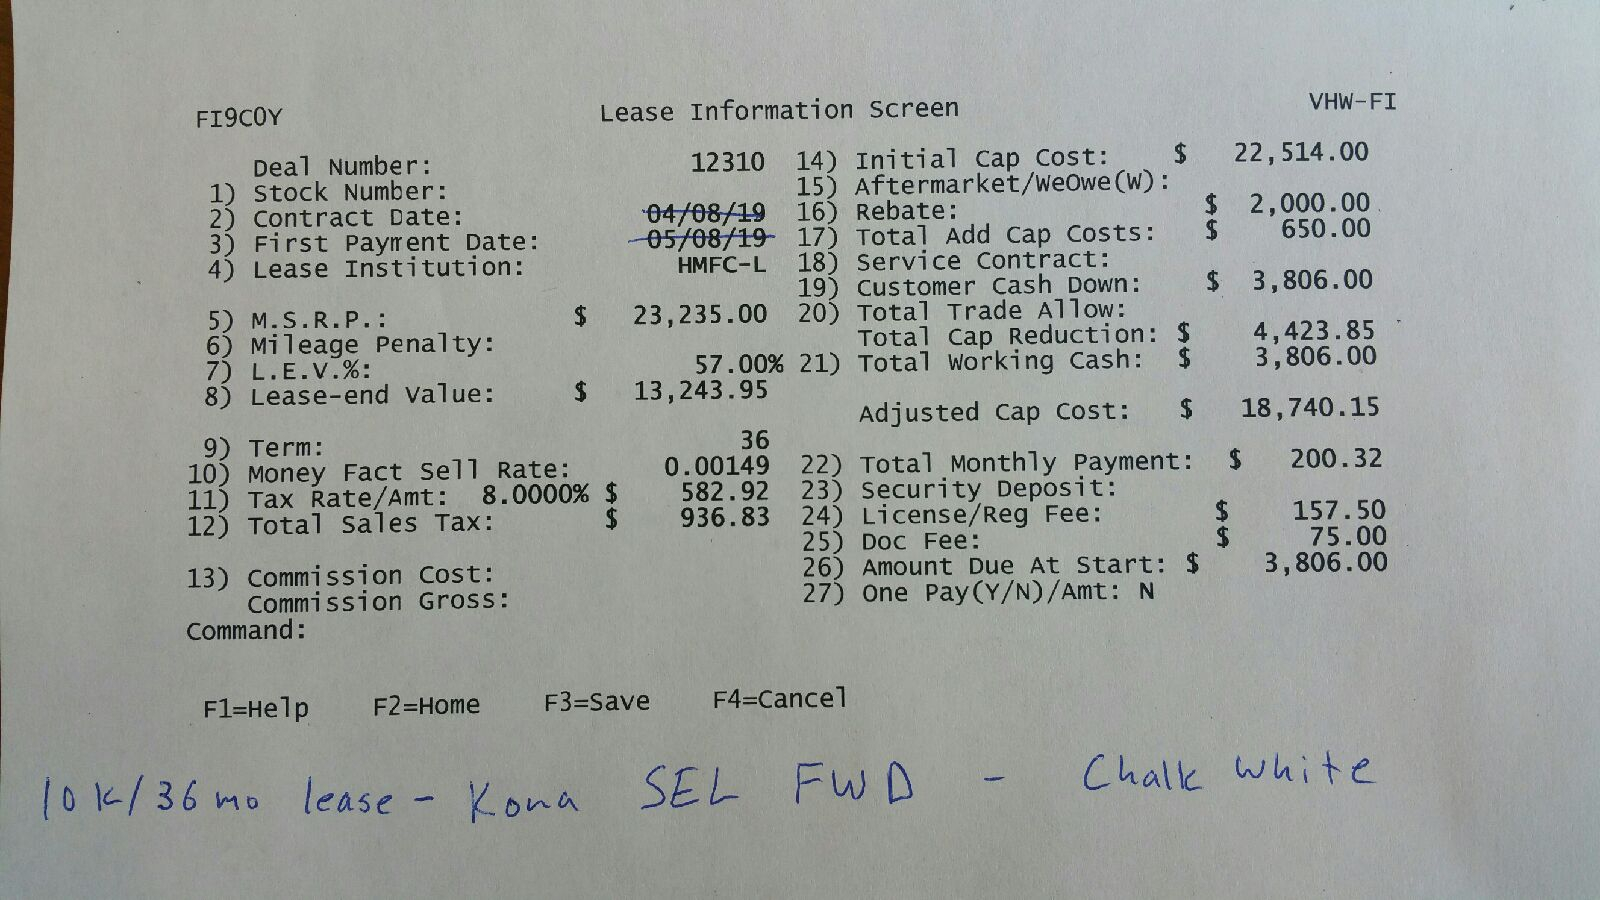 FI9C0Y Lease Information Screen VHW-FI
Deal Number: 12310 14) Initial Cap Cost: $ 22,514.00
1) Stock Number: 15) Aftermarket/WeOwe(W):
2) Contract Date: 04/08/19 16) Rebate: $ 2,000.00
3) First Payment Date: 05/08/19 17) Total Add Cap Costs: $ 650.00
4) Lease Institution: HMFC-L 18) Service Contract:
19) Customer Cash Down: $ 3,806.00
5) M.S.R.P.: $ 23,235.00 20) Total Trade Allow:
6) Mileage Penalty: Total Cap Reduction: $ 4,423.85
7) L.E.V.%: 57.00% 21) Total Working Cash: $ 3,806.00
8) Lease-end Value: $ 13,243.95
Adjusted Cap Cost: $ 18,740.15
9) Term: 36
10) Money Fact Sell Rate: 0.00149 22) Total Monthly Payment: $ 200.32
11) Tax Rate/Amt: 8.0000% $ 582.92 23) Security Deposit:
12) Total Sales Tax: $ 936.83 24) License/Reg Fee: $ 157.50
25) Doc Fee: $ 75.00
13) Commission Cost: 26) Amount Due At Start: $ 3,806.00
Commission Gross: 27) One Pay(Y/N)/Amt: N
Command:
F1=Help F2=Home F3=Save F4=Cancel
10k/36mo lease - Kona SEL FWD - Chalk White